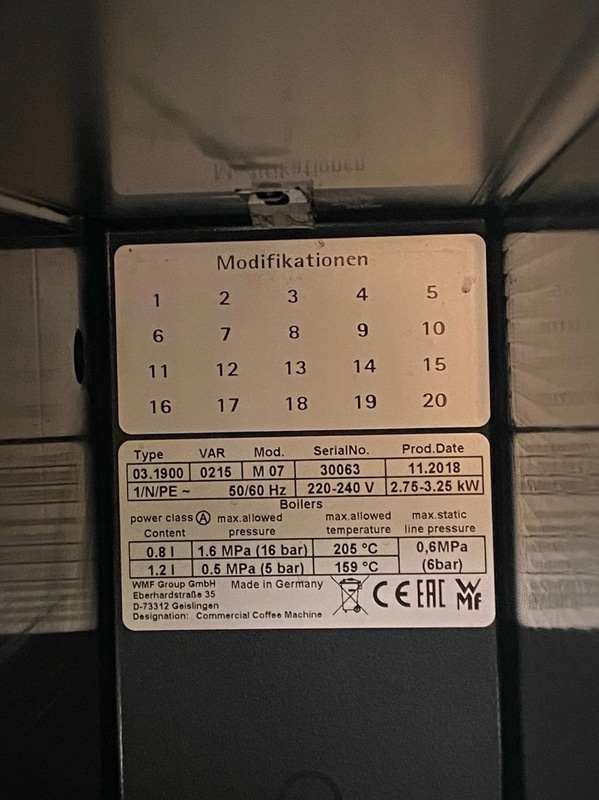 Modifikationen
1 2 3 4 5
6 7 8 9 10
11 12 13 14 15
16 17 18 19 20
Type VAR Mod. SerialNo. Prod.Date
03.1900 0215 M 07 30063 11.2018
1/N/PE ~ 50/60 Hz 220-240 V 2.75-3.25 kW
Boilers
power class Ⓐ max.allowed max.allowed max.static
Content pressure temperature line pressure
0.8 l 1.6 MPa (16 bar) 205 °C 0,6MPa
1.2 l 0.5 MPa (5 bar) 159 °C (6bar)
WMF Group GmbH Made in Germany
Eberhardstraße 35
D-73312 Geislingen
Designation: Commercial Coffee Machine
CE EAC WMF